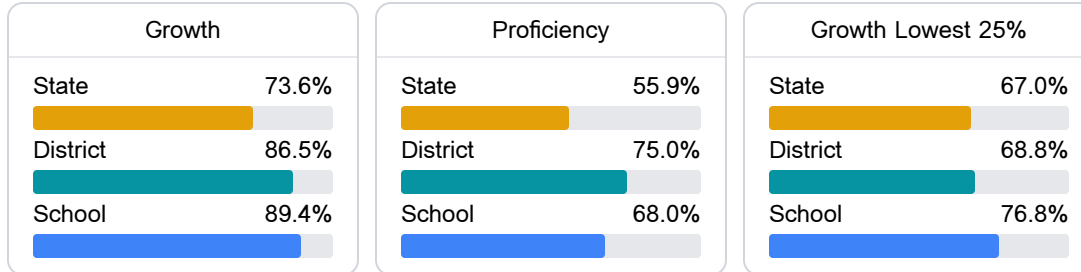 Growth
State 73.6%
District 86.5%
School 89.4%
Proficiency
State 55.9%
District 75.0%
School 68.0%
Growth Lowest 25%
State 67.0%
District 68.8%
School 76.8%